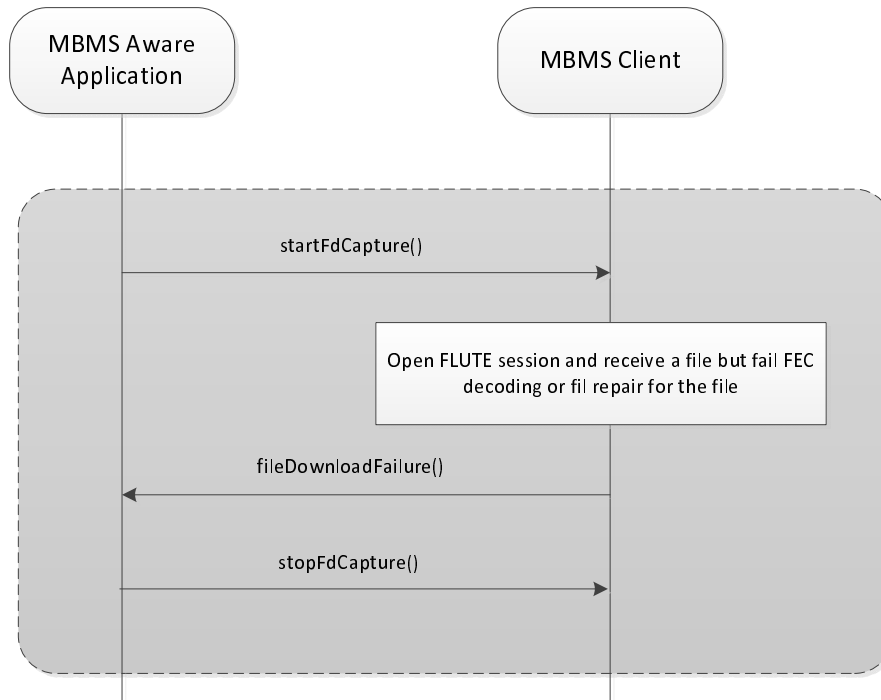 MBMS Aware
Application
MBMS Client
startFdCapture()
Open FLUTE session and receive a file but fail FEC
decoding or fil repair for the file
fileDownloadFailure()
stopFdCapture()